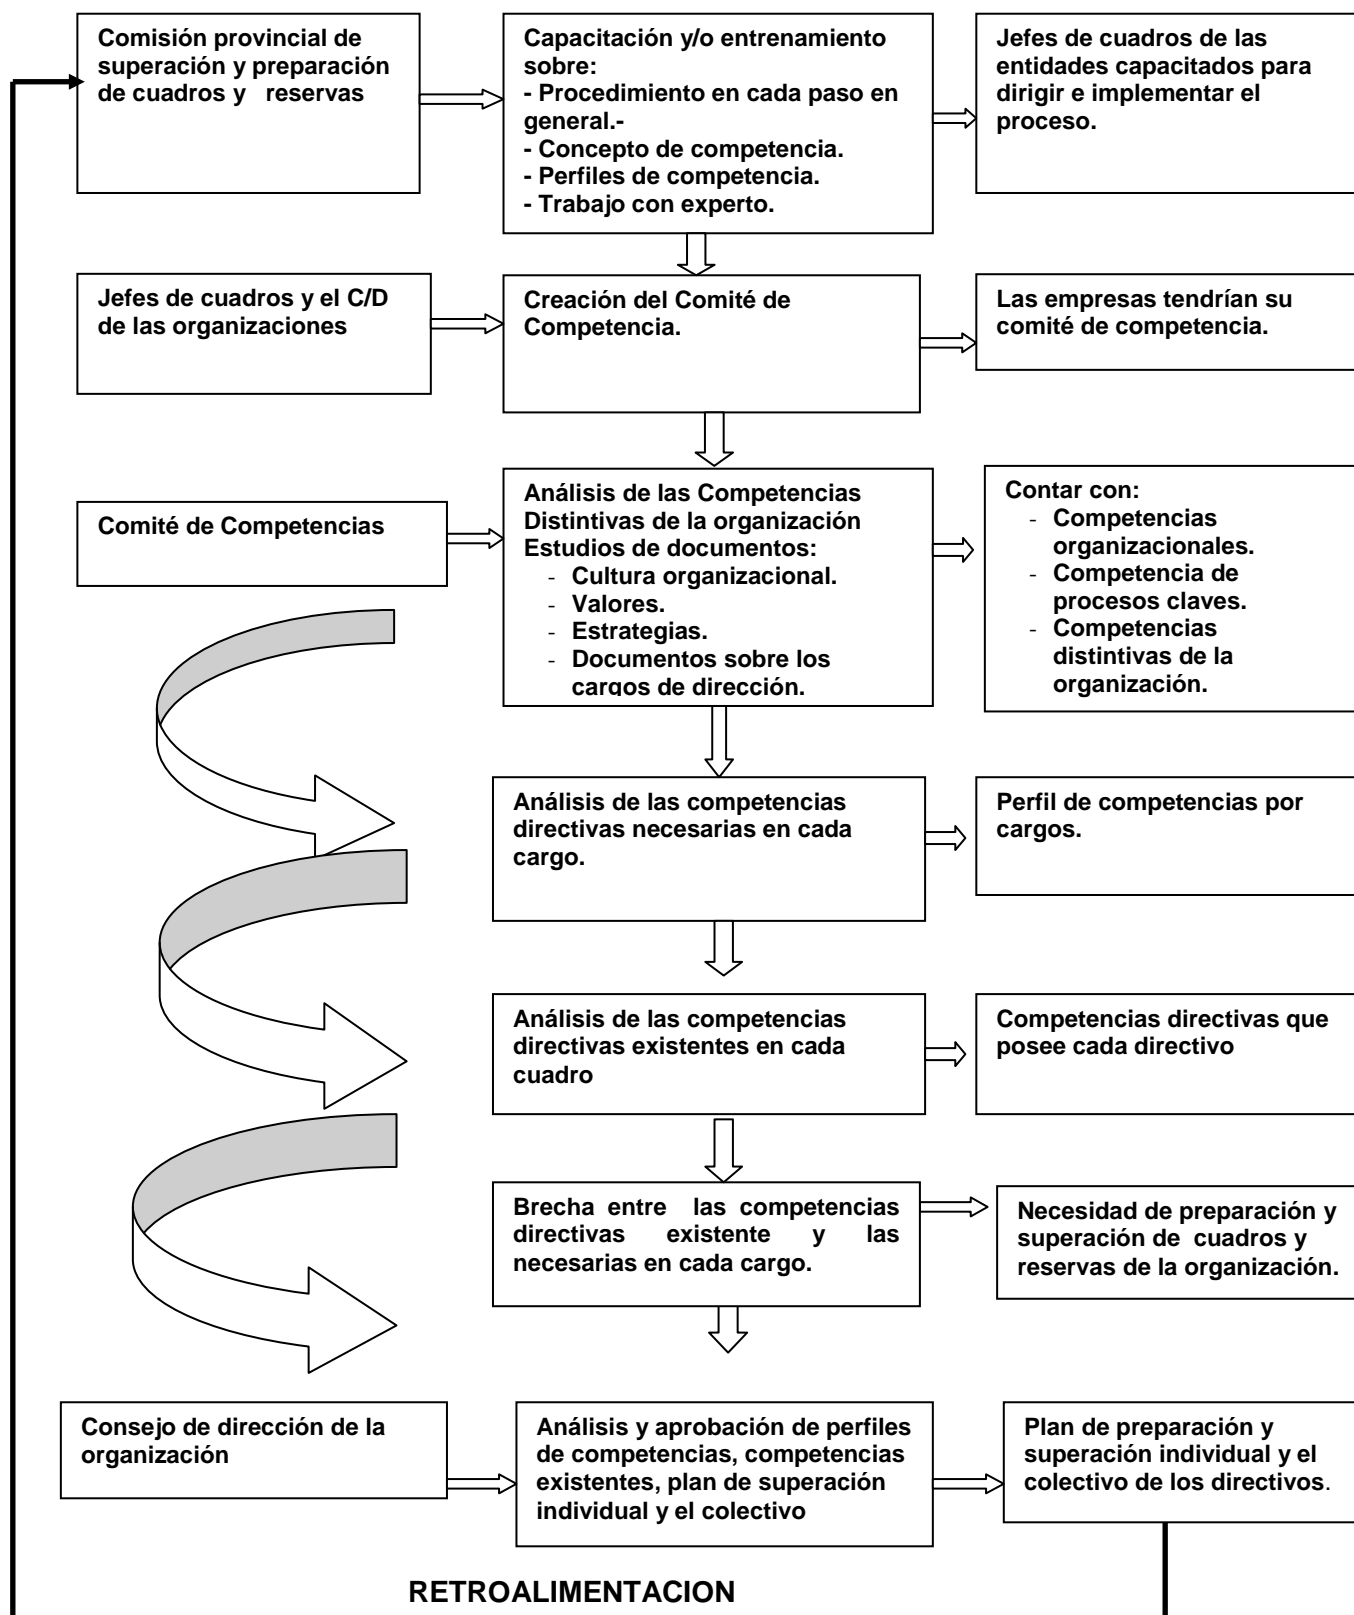 Comisión provincial de
superación y preparación
de cuadros y reservas
Capacitación y/o entrenamiento
sobre:
- Procedimiento en cada paso en
general.-
- Concepto de competencia.
- Perfiles de competencia.
- Trabajo con experto.
Jefes de cuadros de las
entidades capacitados para
dirigir e implementar el
proceso.
Jefes de cuadros y el C/D
de las organizaciones
Creación del Comité de
Competencia.
Las empresas tendrían su
comité de competencia.
Comité de Competencias
Análisis de las Competencias
Distintivas de la organización
Estudios de documentos:
- Cultura organizacional.
- Valores.
- Estrategias.
- Documentos sobre los
cargos de dirección.
Contar con:
- Competencias
organizacionales.
- Competencia de
procesos claves.
- Competencias
distintivas de la
organización.
Análisis de las competencias
directivas necesarias en cada
cargo.
Perfil de competencias por
cargos.
Análisis de las competencias
directivas existentes en cada
cuadro
Competencias directivas que
posee cada directivo
Brecha entre las competencias
directivas existente y las
necesarias en cada cargo.
Necesidad de preparación y
superación de cuadros y
reservas de la organización.
Consejo de dirección de la
organización
Análisis y aprobación de perfiles
de competencias, competencias
existentes, plan de superación
individual y el colectivo
Plan de preparación y
superación individual y el
colectivo de los directivos.
RETROALIMENTACION